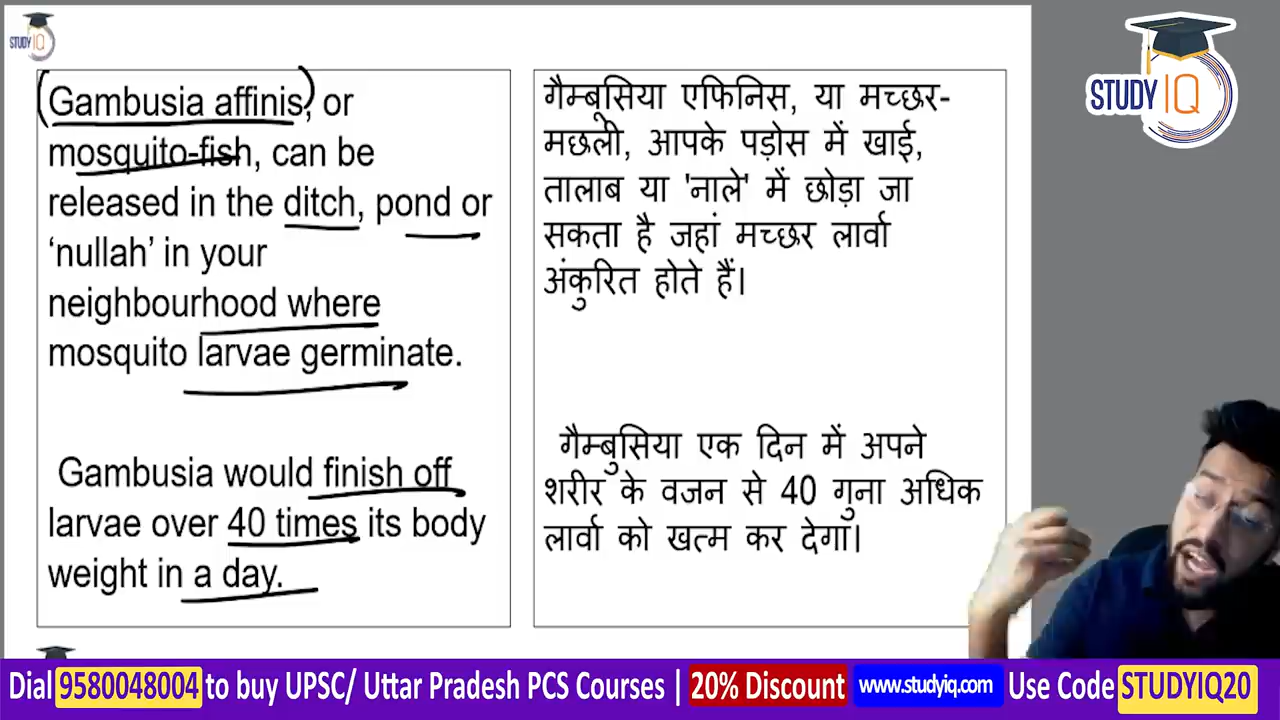 STUDY IQ
(Gambusia affinis), or
mosquito-fish, can be
released in the ditch, pond or
‘nullah’ in your
neighbourhood where
mosquito larvae germinate.
Gambusia would finish off
larvae over 40 times its body
weight in a day.
गैम्बूसिया एफिनिस, या मच्छर-
मछली, आपके पड़ोस में खाई,
तालाब या 'नाले' में छोड़ा जा
सकता है जहां मच्छर लार्वा
अंकुरित होते हैं।
गैम्बुसिया एक दिन में अपने
शरीर के वजन से 40 गुना अधिक
लार्वा को खत्म कर देगा।
STUDY IQ
Dial 9580048004 to buy UPSC/ Uttar Pradesh PCS Courses | 20% Discount www.studyiq.com Use Code STUDYIQ20